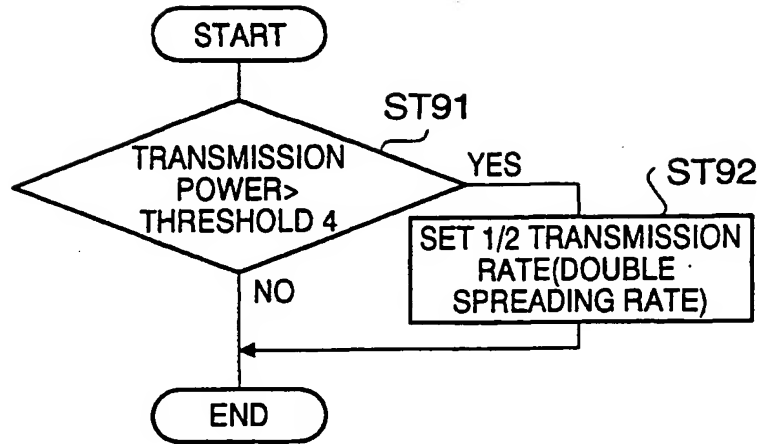 START
ST91
TRANSMISSION
POWER>
THRESHOLD 4
YES
ST92
SET 1/2 TRANSMISSION
RATE(DOUBLE
SPREADING RATE)
NO
END